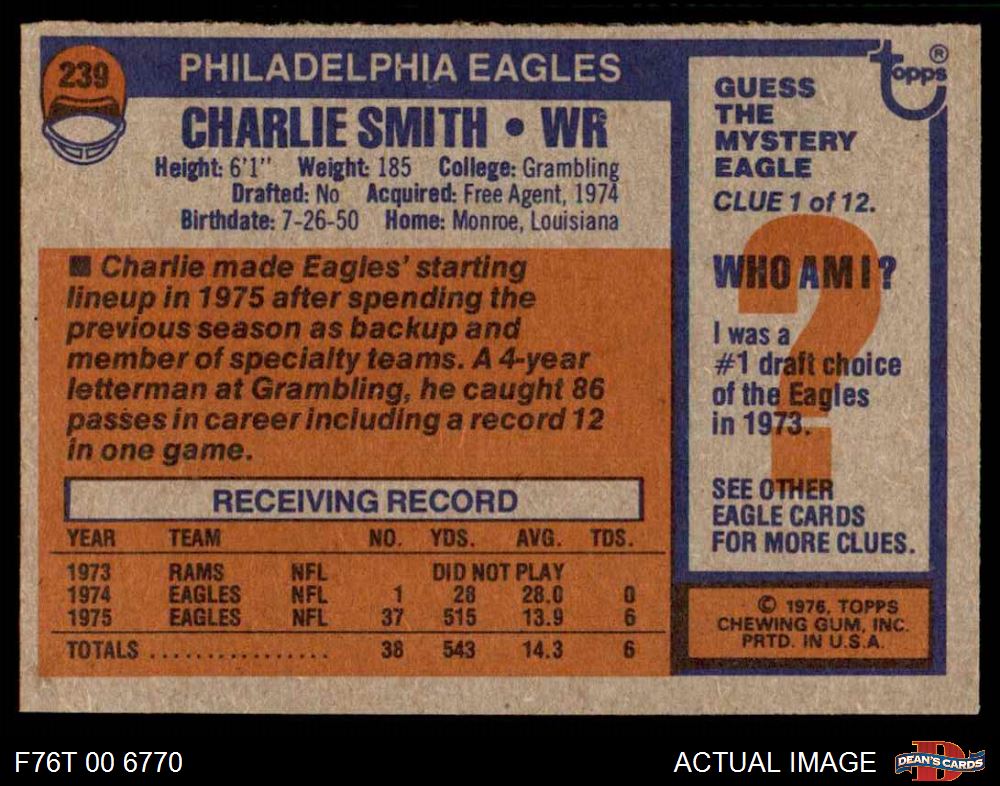 239
PHILADELPHIA EAGLES
CHARLIE SMITH • WR
Height: 6'1" Weight: 185 College: Grambling
Drafted: No Acquired: Free Agent, 1974
Birthdate: 7-26-50 Home: Monroe, Louisiana
■ Charlie made Eagles' starting
lineup in 1975 after spending the
previous season as backup and
member of specialty teams. A 4-year
letterman at Grambling, he caught 86
passes in career including a record 12
in one game.
RECEIVING RECORD
YEAR TEAM NO. YDS. AVG. TDS.
1973 RAMS NFL DID NOT PLAY
1974 EAGLES NFL 1 28 28.0 0
1975 EAGLES NFL 37 515 13.9 6
TOTALS ................ 38 543 14.3 6
topps ®
GUESS
THE
MYSTERY
EAGLE
CLUE 1 of 12.
WHO AM I?
?
I was a
#1 draft choice
of the Eagles
in 1973.
SEE OTHER
EAGLE CARDS
FOR MORE CLUES.
© 1976, TOPPS
CHEWING GUM, INC.
PRTD. IN U.S.A.
F76T 00 6770
ACTUAL IMAGE
D
DEAN'S CARDS